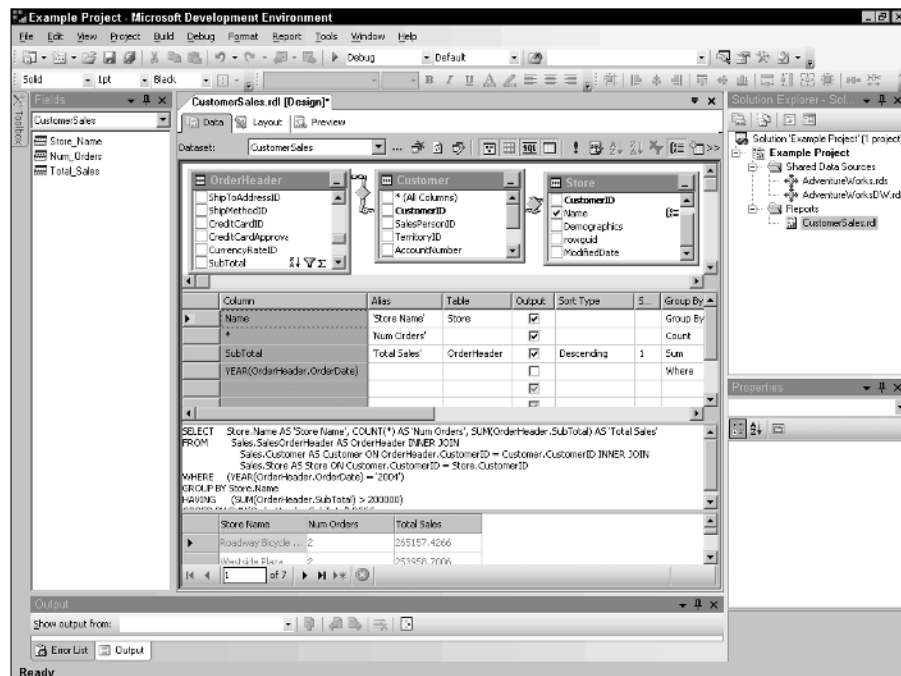 Example Project - Microsoft Development Environment
File Edit View Project Build Debug Format Report Tools Window Help
Debug Default
Solid 1pt Black B I U A
Toolbox
Fields
CustomerSales
Store_Name
Num_Orders
Total_Sales
CustomerSales.rdl [Design]*
Data Layout Preview
Dataset: CustomerSales ... SQL ! >>
OrderHeader
ShipToAddressID
ShipMethodID
CreditCardID
CreditCardApprova
CurrencyRateID
SubTotal
Customer
* (All Columns)
CustomerID
SalesPersonID
TerritoryID
AccountNumber
Store
CustomerID
Name
Demographics
rowguid
ModifiedDate
Column Alias Table Output Sort Type S... Group By
Name 'Store Name' Store Group By
* 'Num Orders' Count
SubTotal 'Total Sales' OrderHeader Descending 1 Sum
YEAR(OrderHeader.OrderDate) Where
SELECT Store.Name AS 'Store Name', COUNT(*) AS 'Num Orders', SUM(OrderHeader.SubTotal) AS 'Total Sales'
FROM Sales.SalesOrderHeader AS OrderHeader INNER JOIN
Sales.Customer AS Customer ON OrderHeader.CustomerID = Customer.CustomerID INNER JOIN
Sales.Store AS Store ON Customer.CustomerID = Store.CustomerID
WHERE (YEAR(OrderHeader.OrderDate) = '2004')
GROUP BY Store.Name
HAVING (SUM(OrderHeader.SubTotal) > 200000)
Store Name Num Orders Total Sales
Roadway Bicycle ... 2 265157.4266
Westside Plaza 2 253958.7006
1 of 7
Solution Explorer - Sol...
Solution 'Example Project' (1 project)
Example Project
Shared Data Sources
AdventureWorks.rds
AdventureWorksDW.rds
Reports
CustomerSales.rdl
Properties
Output
Show output from:
Error List Output
Ready